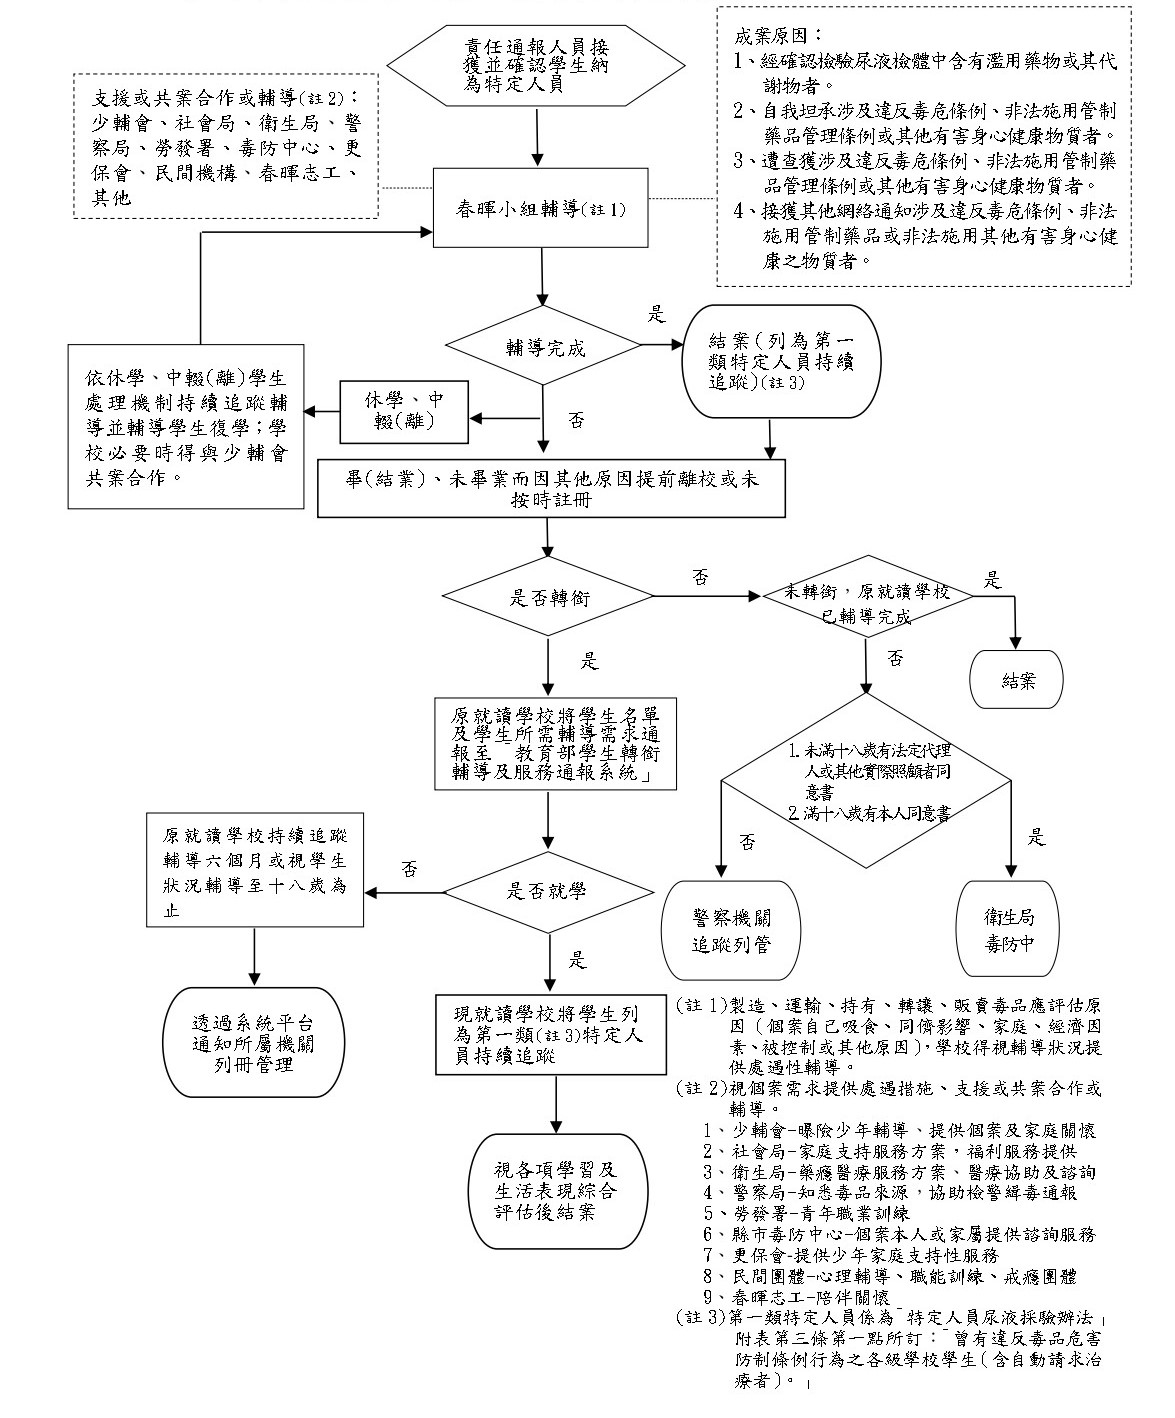 責任通報人員接
獲並確認學生納
為特定人員
成案原因：
1、經確認檢驗尿液檢體中含有濫用藥物或其代
謝物者。
2、自我坦承涉及違反毒危條例、非法施用管制
藥品管理條例或其他有害身心健康物質者。
3、遭查獲涉及違反毒危條例、非法施用管制藥
品管理條例或其他有害身心健康物質者。
4、接獲其他網絡通知涉及違反毒危條例、非法
施用管制藥品或非法施用其他有害身心健
康之物質者。
支援或共案合作或輔導(註2)：
少輔會、社會局、衛生局、警
察局、勞發署、毒防中心、更
保會、民間機構、春暉志工、
其他
春暉小組輔導(註1)
輔導完成
是
結案(列為第一
類特定人員持續
追蹤)(註3)
否
休學、中
輟(離)
依休學、中輟(離)學生
處理機制持續追蹤輔
導並輔導學生復學；學
校必要時得與少輔會
共案合作。
畢(結業)、未畢業而因其他原因提前離校或未
按時註冊
是否轉銜
否
未轉銜，原就讀學校
已輔導完成
是
結案
是
否
原就讀學校將學生名單
及學生所需輔導需求通
報至「教育部學生轉銜
輔導及服務通報系統」
1. 未滿十八歲有法定代理
人或其他實際照顧者同
意書
2. 滿十八歲有本人同意書
否
是
警察機關
追蹤列管
衛生局
毒防中
是否就學
否
原就讀學校持續追蹤
輔導六個月或視學生
狀況輔導至十八歲為
止
透過系統平台
通知所屬機關
列冊管理
是
現就讀學校將學生列
為第一類(註3)特定人
員持續追蹤
視各項學習及
生活表現綜合
評估後結案
(註1)製造、運輸、持有、轉讓、販賣毒品應評估原
因(個案自己吸食、同儕影響、家庭、經濟因
素、被控制或其他原因)，學校得視輔導狀況提
供處遇性輔導。
(註2)視個案需求提供處遇措施、支援或共案合作或
輔導。
1、少輔會-曝險少年輔導、提供個案及家庭關懷
2、社會局-家庭支持服務方案，福利服務提供
3、衛生局-藥癮醫療服務方案、醫療協助及諮詢
4、警察局-知悉毒品來源，協助檢警緝毒通報
5、勞發署-青年職業訓練
6、縣市毒防中心-個案本人或家屬提供諮詢服務
7、更保會-提供少年家庭支持性服務
8、民間團體-心理輔導、職能訓練、戒癮團體
9、春暉志工-陪伴關懷
(註3)第一類特定人員係為「特定人員尿液採驗辦法」
附表第三條第一點所訂：「曾有違反毒品危害
防制條例行為之各級學校學生(含自動請求治
療者)。」